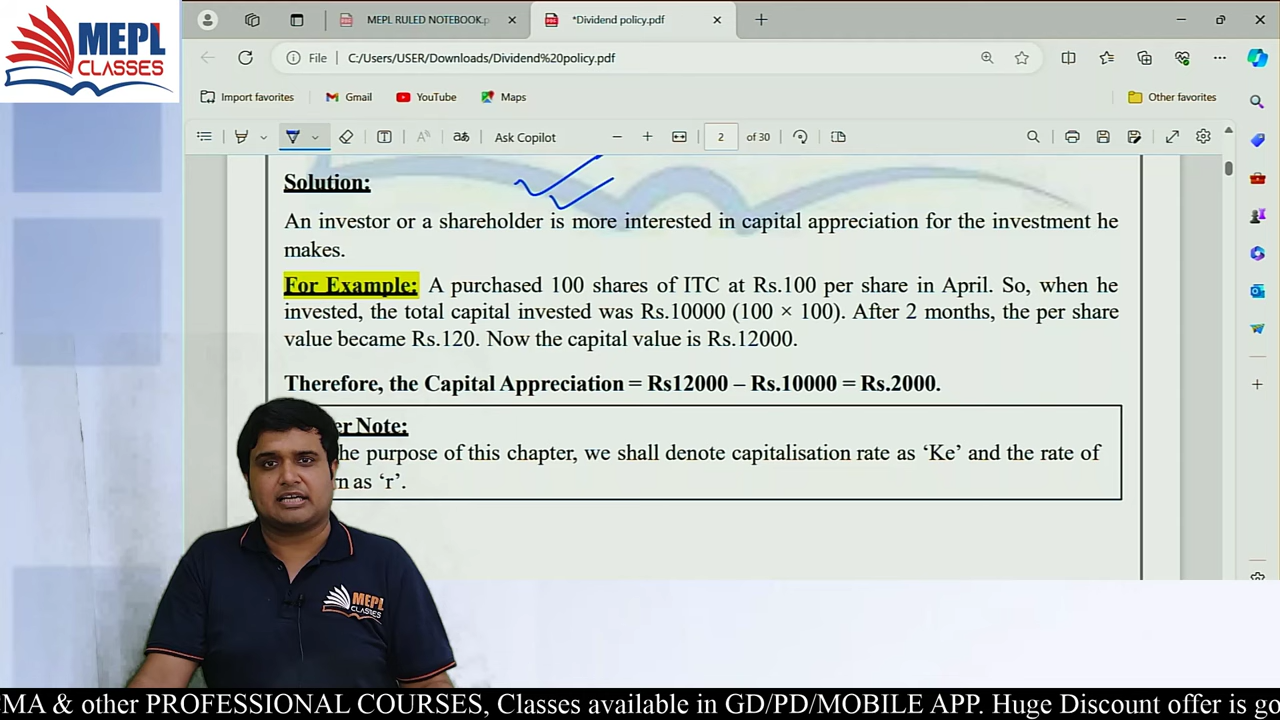 MEPL
CLASSES
MEPL RULED NOTEBOOK.p
*Dividend policy.pdf
File
C:/Users/USER/Downloads/Dividend%20policy.pdf
Import favorites
Gmail
YouTube
Maps
Other favorites
Ask Copilot
2
of 30
Solution:
An investor or a shareholder is more interested in capital appreciation for the investment he
makes.
For Example: A purchased 100 shares of ITC at Rs.100 per share in April. So, when he
invested, the total capital invested was Rs.10000 (100 × 100). After 2 months, the per share
value became Rs.120. Now the capital value is Rs.12000.
Therefore, the Capital Appreciation = Rs12000 – Rs.10000 = Rs.2000.
Note:
purpose of this chapter, we shall denote capitalisation rate as ‘Ke’ and the rate of
as ‘r’.
MEPL
CLASSES
MA & other PROFESSIONAL COURSES, Classes available in GD/PD/MOBILE APP. Huge Discount offer is go